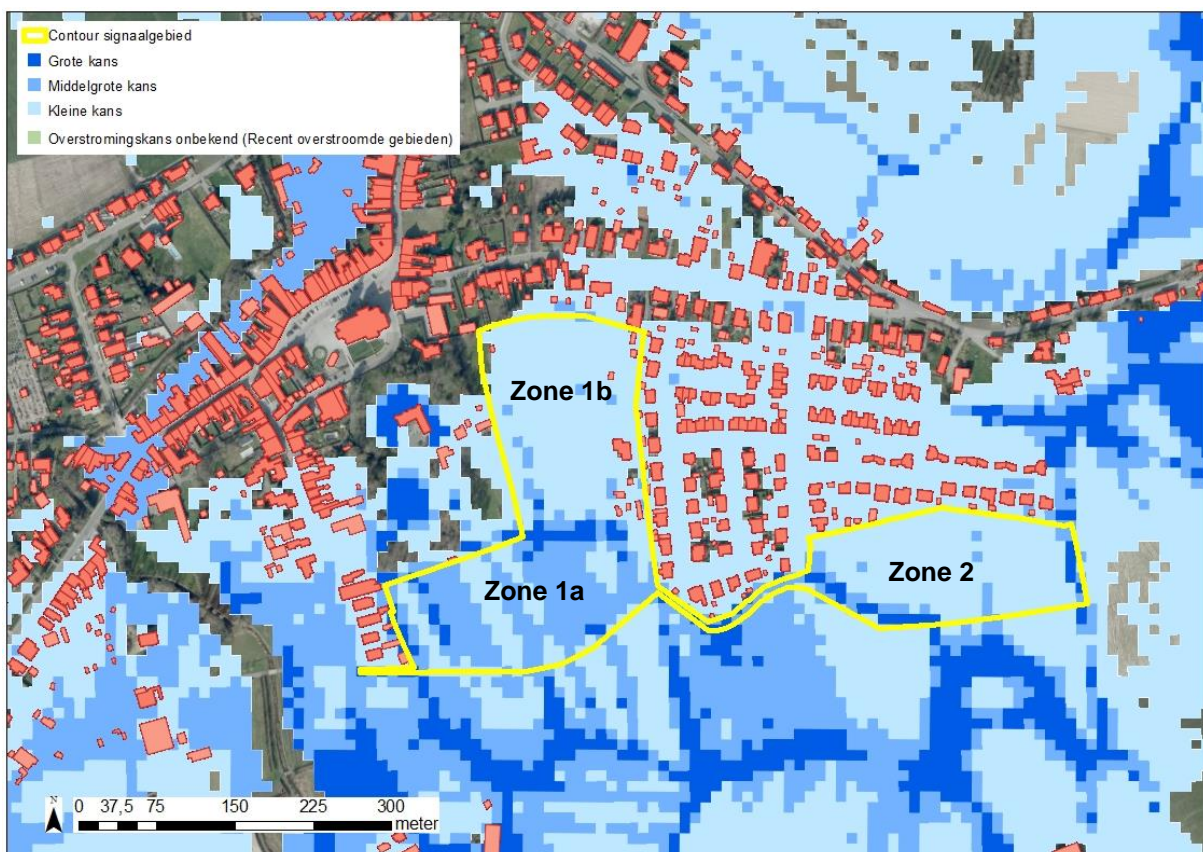 Contour signaalgebied
Grote kans
Middelgrote kans
Kleine kans
Overstromingskans onbekend (Recent overstroomde gebieden)
Zone 1b
Zone 1a
Zone 2
N
0 37,5 75 150 225 300
meter